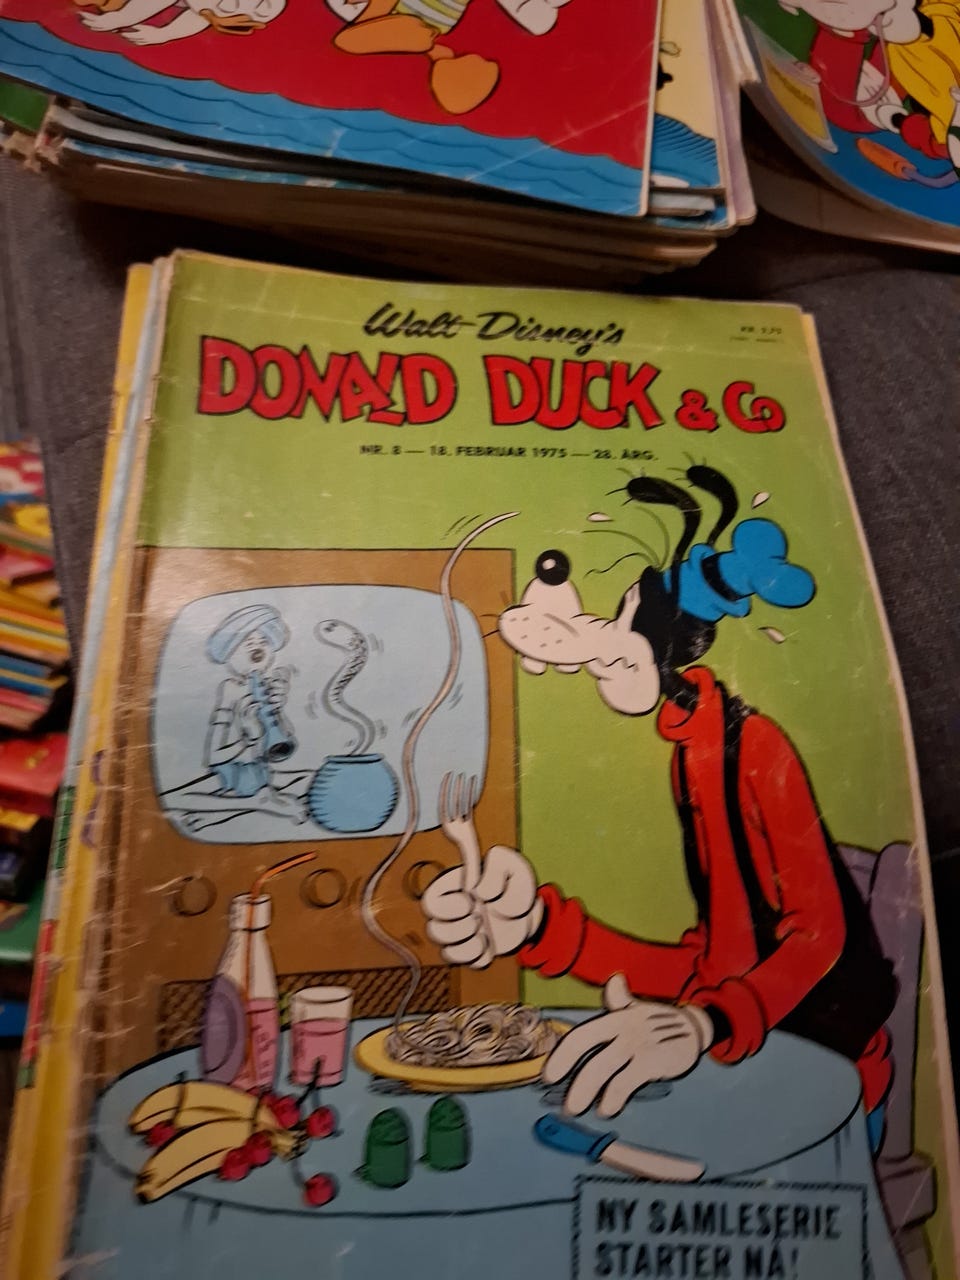 Walt Disney's
DONALD DUCK & Co
NR. 8 — 18. FEBRUAR 1975 — 28. ÅRG.
NY SAMLESERIE
STARTER NÅ!